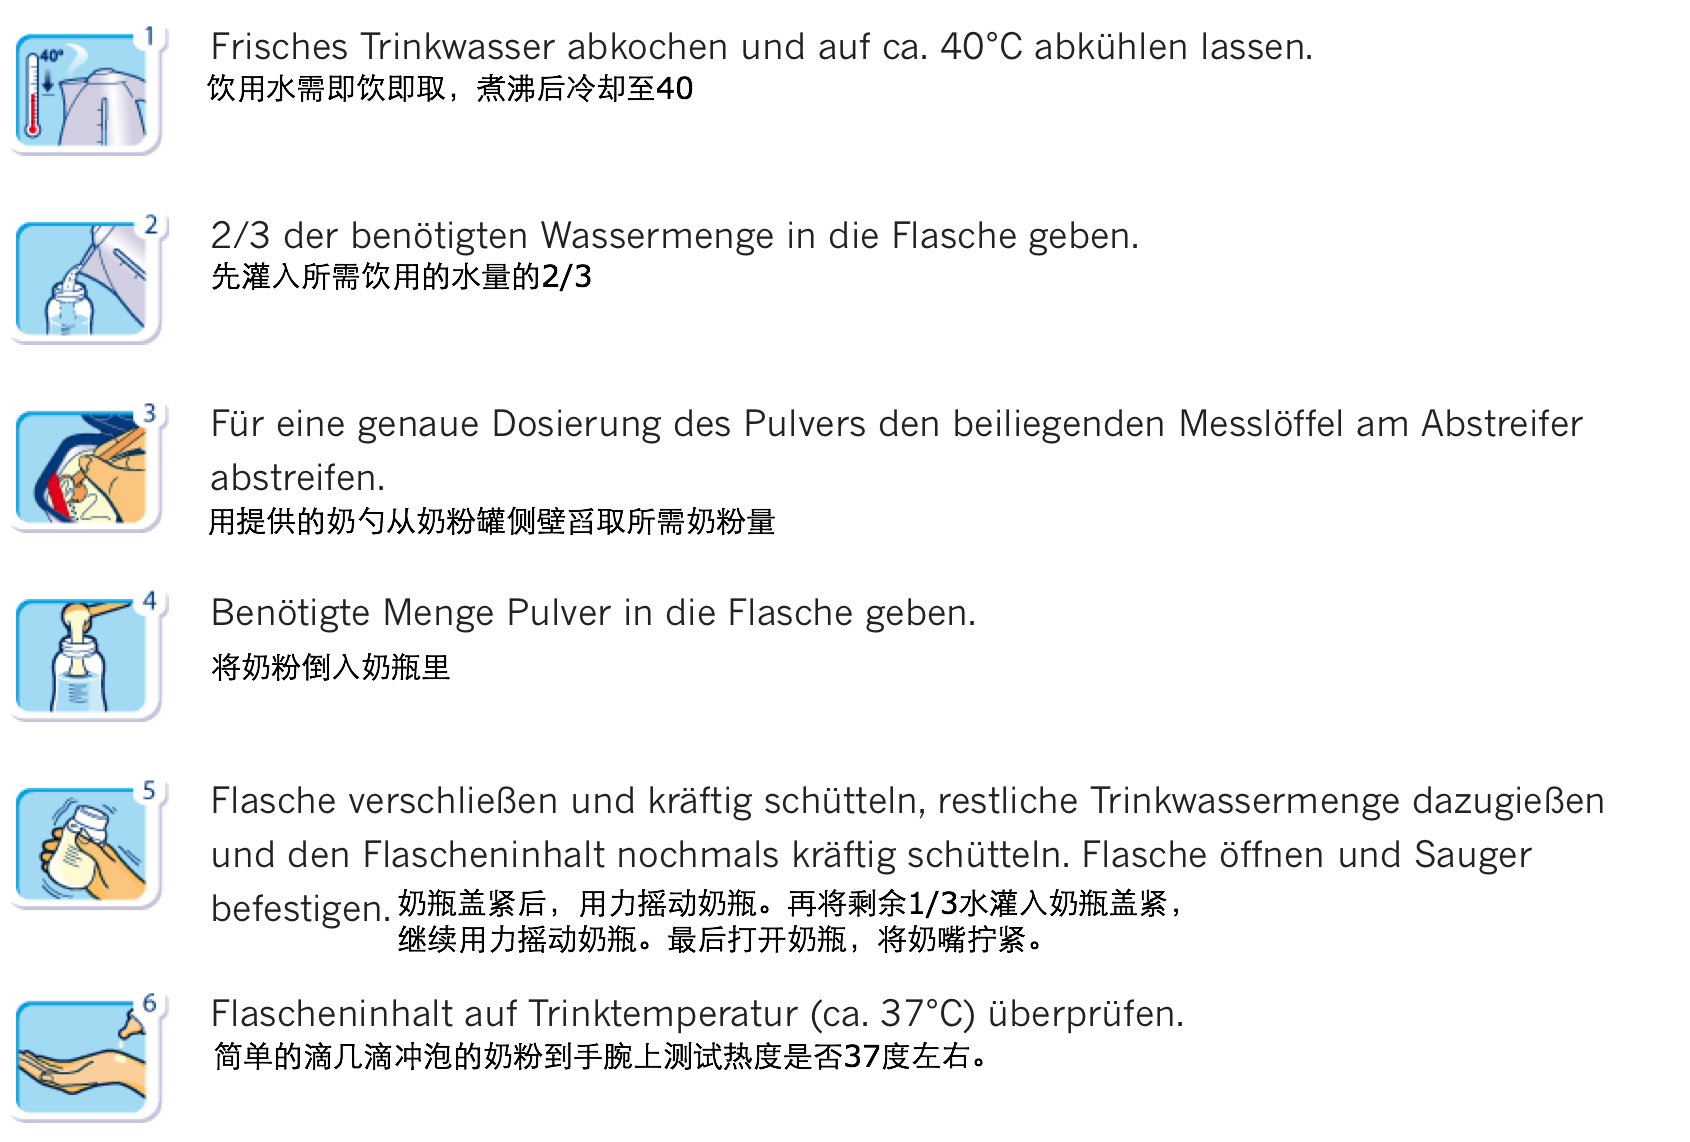 1
40°
Frisches Trinkwasser abkochen und auf ca. 40°C abkühlen lassen.
饮用水需即饮即取，煮沸后冷却至40
2
2/3 der benötigten Wassermenge in die Flasche geben.
先灌入所需饮用的水量的2/3
3
Für eine genaue Dosierung des Pulvers den beiliegenden Messlöffel am Abstreifer
abstreifen.
用提供的奶勺从奶粉罐侧壁舀取所需奶粉量
4
Benötigte Menge Pulver in die Flasche geben.
将奶粉倒入奶瓶里
5
Flasche verschließen und kräftig schütteln, restliche Trinkwassermenge dazugießen
und den Flascheninhalt nochmals kräftig schütteln. Flasche öffnen und Sauger
befestigen. 奶瓶盖紧后，用力摇动奶瓶。再将剩余1/3水灌入奶瓶盖紧，
继续用力摇动奶瓶。最后打开奶瓶，将奶嘴拧紧。
6
Flascheninhalt auf Trinktemperatur (ca. 37°C) überprüfen.
简单的滴几滴冲泡的奶粉到手腕上测试热度是否37度左右。